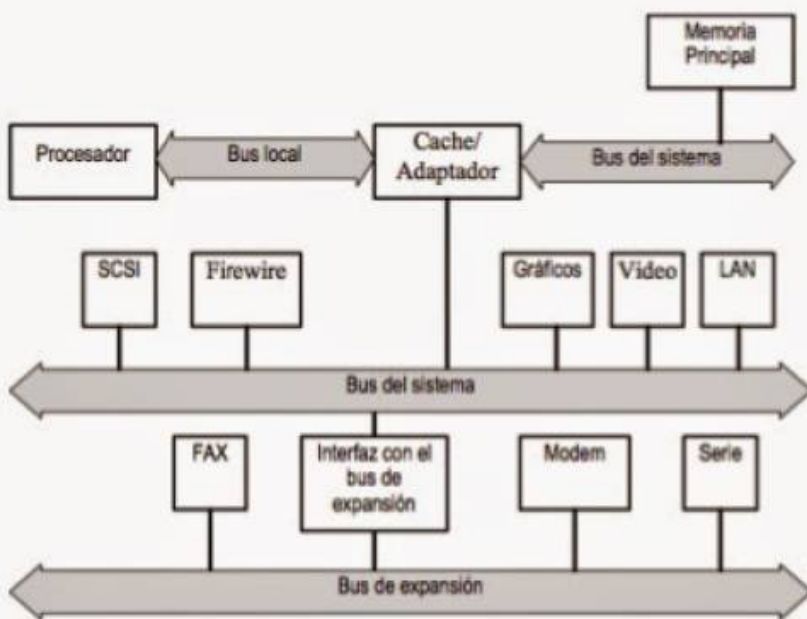 Memoria
Principal
Procesador
Bus local
Cache/
Adaptador
Bus del sistema
SCSI
Firewire
Gráficos
Video
LAN
Bus del sistema
FAX
Interfaz con el
bus de
expansión
Modem
Serie
Bus de expansión